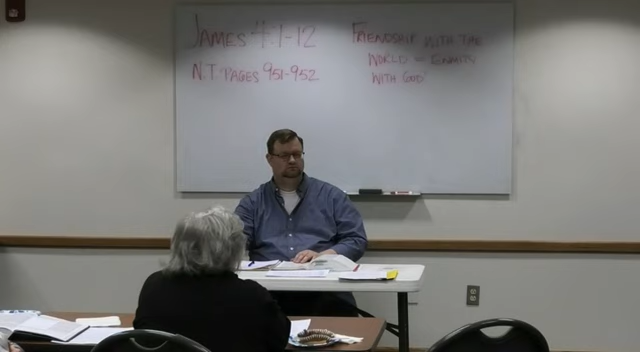 JAMES 4:1-12
N.T. PAGES 951-952
FRIENDSHIP WITH THE
WORLD = ENMITY
WITH GOD